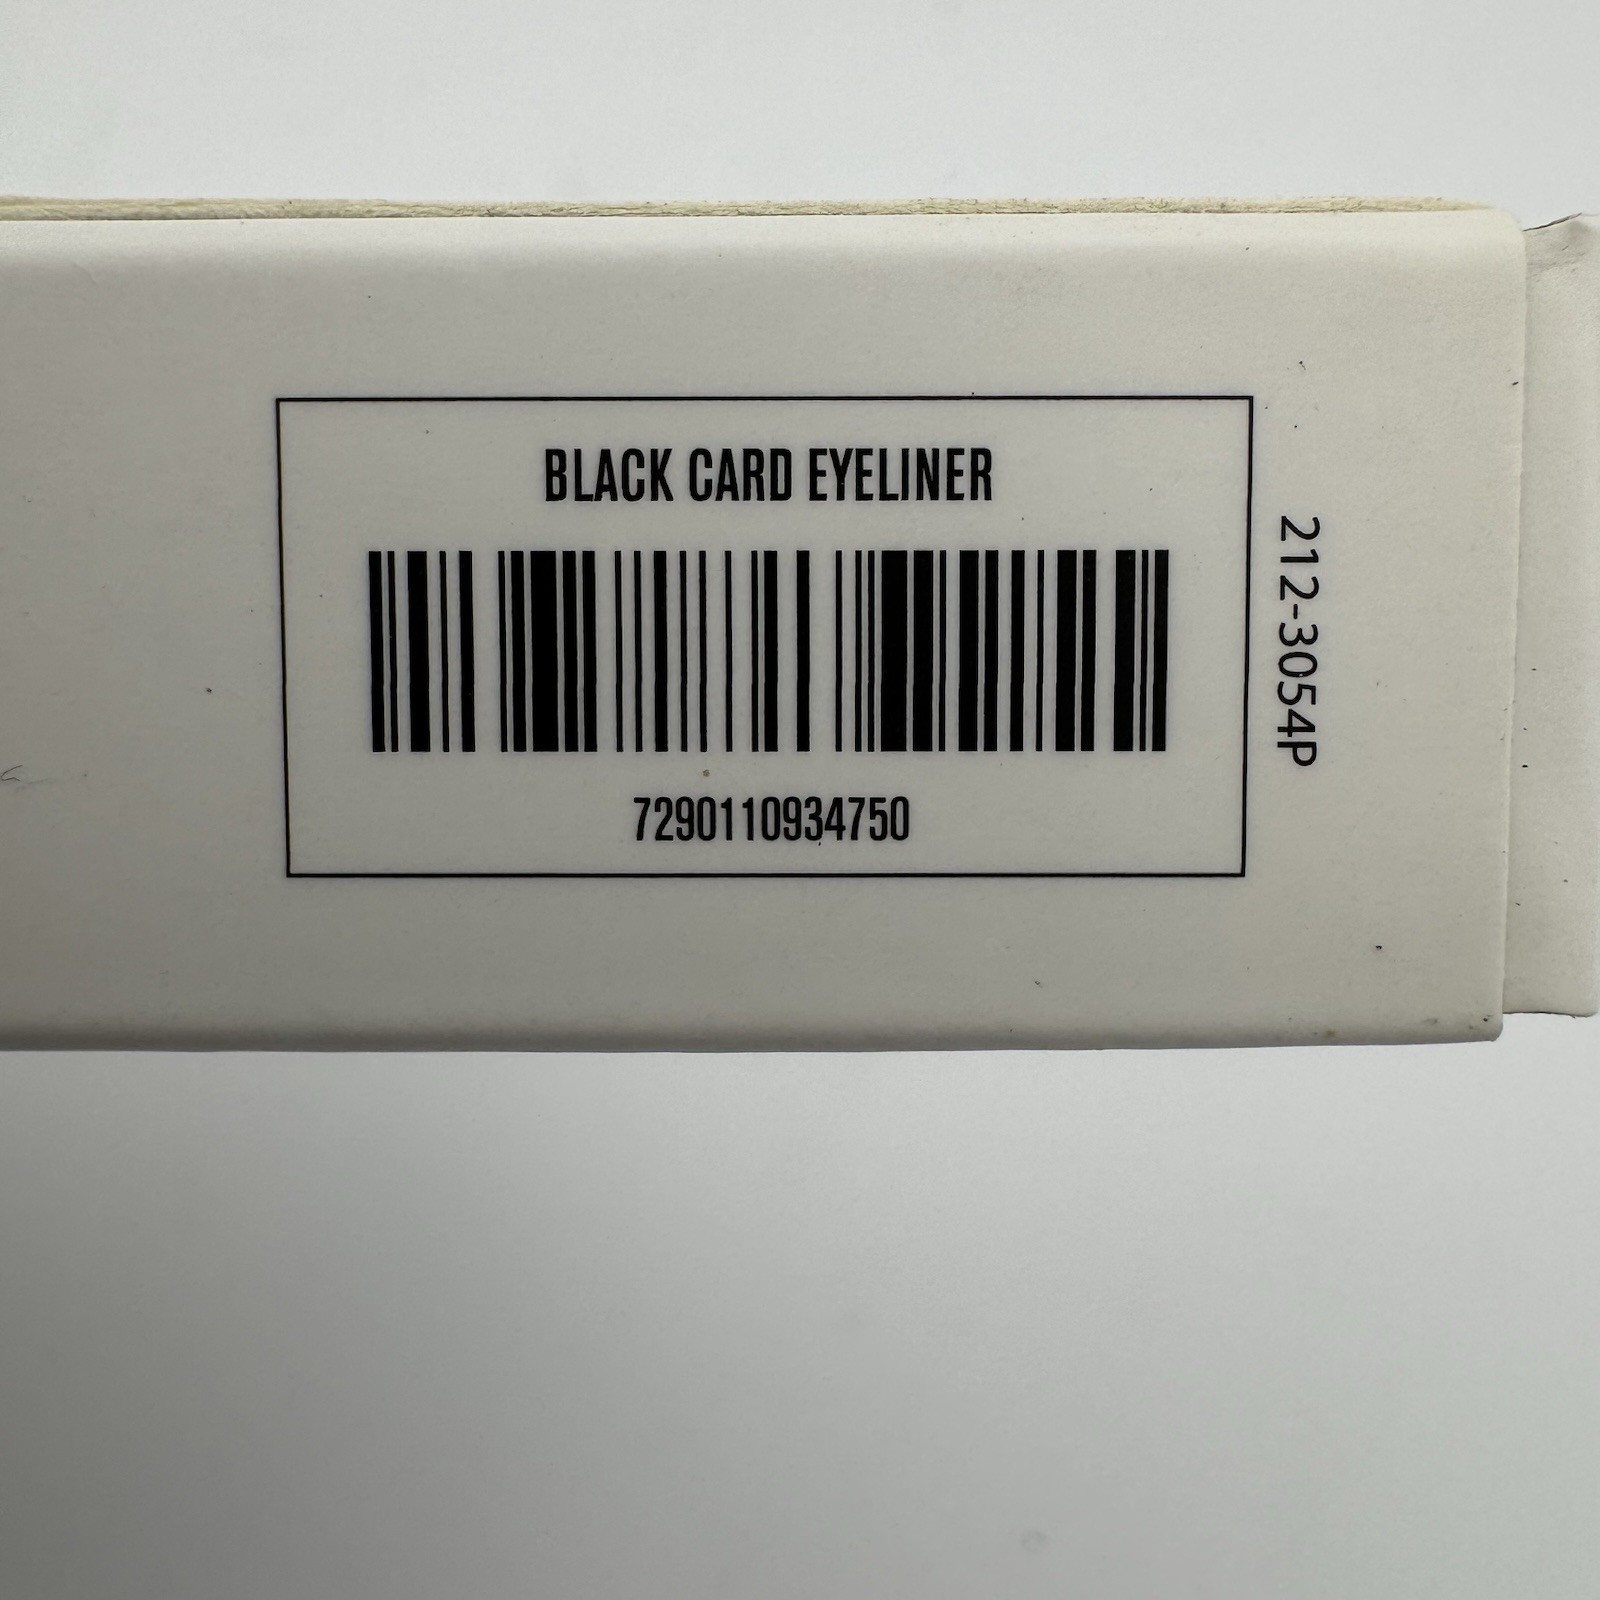 BLACK CARD EYELINER
7290110934750
212-3054P